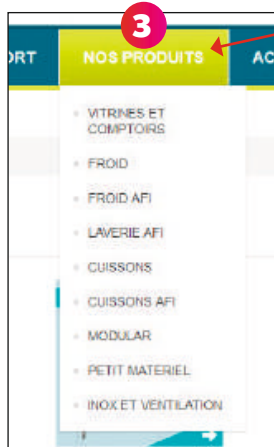 3
ORT NOS PRODUITS AC
VITRINES ET
COMPTOIRS
FROID
FROID AFI
LAVERIE AFI
CUISSONS
CUISSONS AFI
MODULAR
PETIT MATERIEL
INOX ET VENTILATION